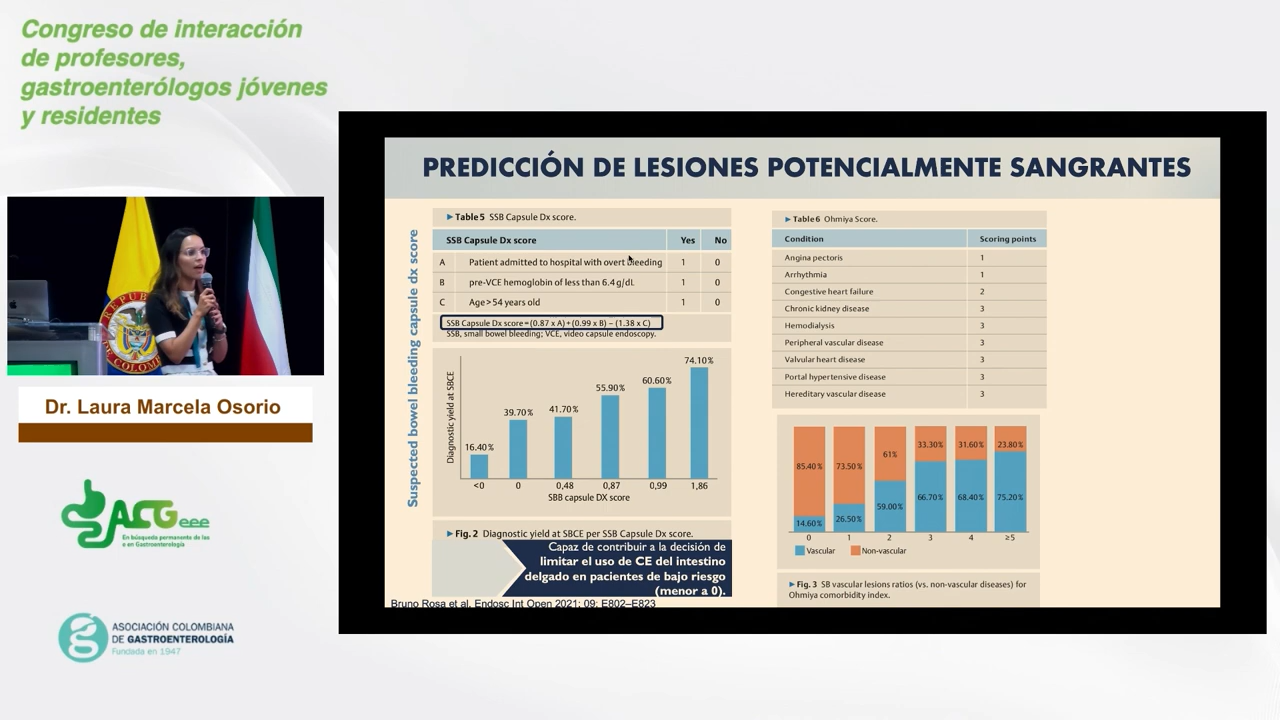 Congreso de interacción
de profesores,
gastroenterólogos jóvenes
y residentes
Dr. Laura Marcela Osorio
ACGeee
En búsqueda permanente de la e
e en Gastroenterología
ASOCIACIÓN COLOMBIANA
DE GASTROENTEROLOGÍA
Fundada en 1947
PREDICCIÓN DE LESIONES POTENCIALMENTE SANGRANTES
Suspected bowel bleeding capsule dx score
▶ Table 5 SSB Capsule Dx score.
SSB Capsule Dx score Yes No
A Patient admitted to hospital with overt bleeding 1 0
B pre-VCE hemoglobin of less than 6.4 g/dL 1 0
C Age > 54 years old 1 0
SSB Capsule Dx score = (0.87 x A) + (0.99 x B) – (1.38 x C)
SSB, small bowel bleeding; VCE, video capsule endoscopy.
Diagnostic yield at SBCE
16.40 % 39.70 % 41.70 % 55.90 % 60.60 % 74.10 %
<0 0 0,48 0,87 0,99 1,86
SBB capsule DX score
▶ Fig. 2 Diagnostic yield at SBCE per SSB Capsule Dx score.
Capaz de contribuir a la decisión de
limitar el uso de CE del intestino
delgado en pacientes de bajo riesgo
(menor a 0).
Bruno Rosa et al. Endosc Int Open 2021; 09: E802–E823
▶ Table 6 Ohmiya Score.
Condition Scoring points
Angina pectoris 1
Arrhythmia 1
Congestive heart failure 2
Chronic kidney disease 3
Hemodialysis 3
Peripheral vascular disease 3
Valvular heart disease 3
Portal hypertensive disease 3
Hereditary vascular disease 3
85.40 % 73.50 % 61% 33.30 % 31.60 % 23.80 %
14.60 % 26.50 % 59.00% 66.70 % 68.40 % 75.20 %
0 1 2 3 4 ≥5
Vascular Non-vascular
▶ Fig. 3 SB vascular lesions ratios (vs. non-vascular diseases) for
Ohmiya comorbidity index.